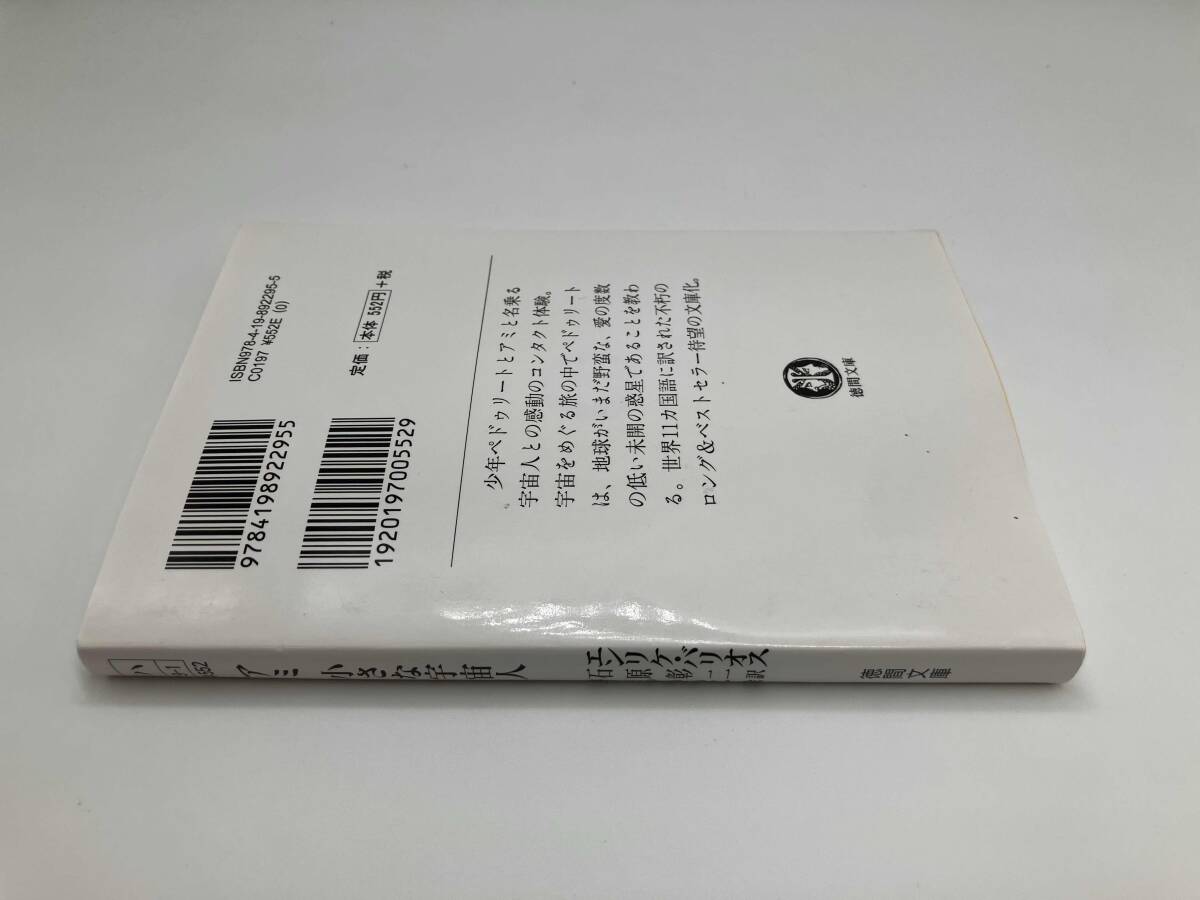 ISBN978-4-19-892295-5
C0197 ¥552E (0)
定価：本体 552円＋税
9784198922955
1920197005529
少年ペドゥリートとアミと名乗る
宇宙人との感動のコンタクト体験。
宇宙をめぐる旅の中でペドゥリート
は、地球がいまだ野蛮な、愛の度数
の低い未開の惑星であることを教わ
る。世界11カ国語に訳された不朽の
ロング&ベストセラー待望の文庫化。
徳間文庫
ハ
552
アミ 小さな宇宙人
エンリケ・バリオス
石原彰二 訳
徳間文庫